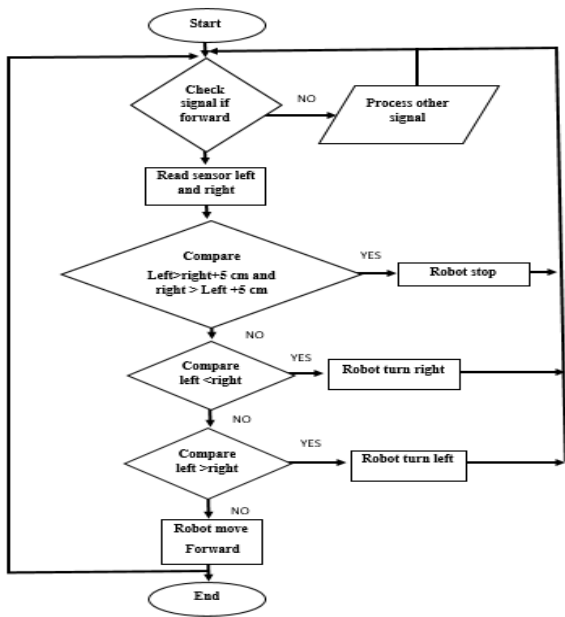 Start
Check
signal if
forward
NO
Process other
signal
Read sensor left
and right
Compare
Left>right+5 cm and
right > Left +5 cm
YES
Robot stop
NO
Compare
left <right
YES
Robot turn right
NO
Compare
left >right
YES
Robot turn left
NO
Robot move
Forward
End